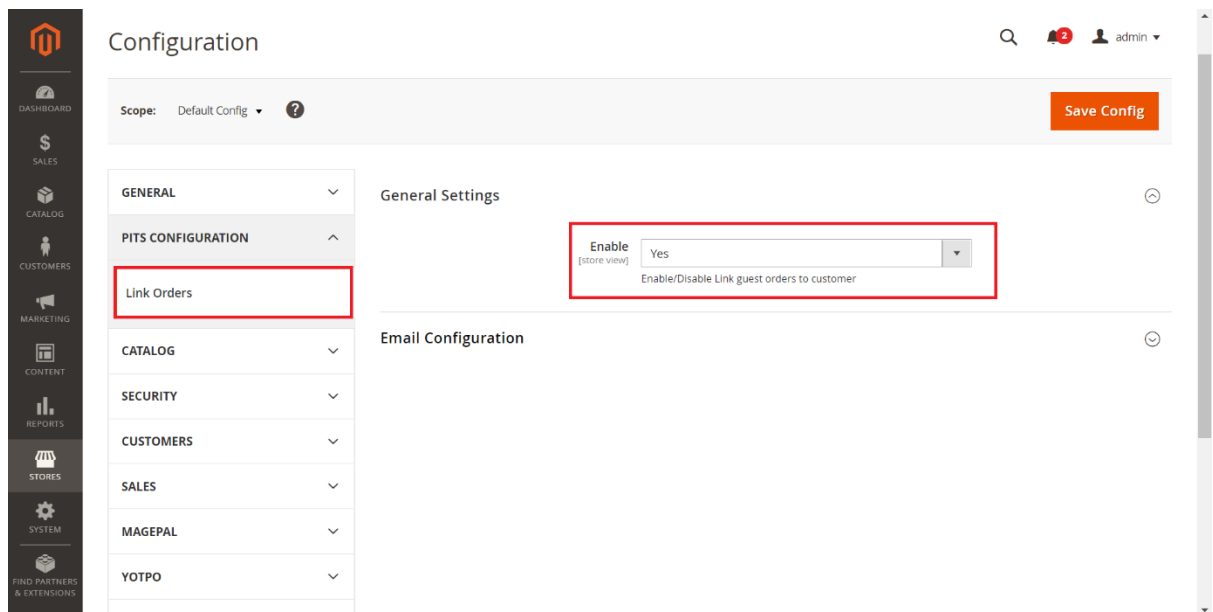 Configuration
2
admin
Scope:
Default Config
?
Save Config
DASHBOARD
SALES
CATALOG
CUSTOMERS
MARKETING
CONTENT
REPORTS
STORES
SYSTEM
FIND PARTNERS
& EXTENSIONS
GENERAL
PITS CONFIGURATION
Link Orders
CATALOG
SECURITY
CUSTOMERS
SALES
MAGEPAL
YOTPO
General Settings
Enable
[store view]
Yes
Enable/Disable Link guest orders to customer
Email Configuration